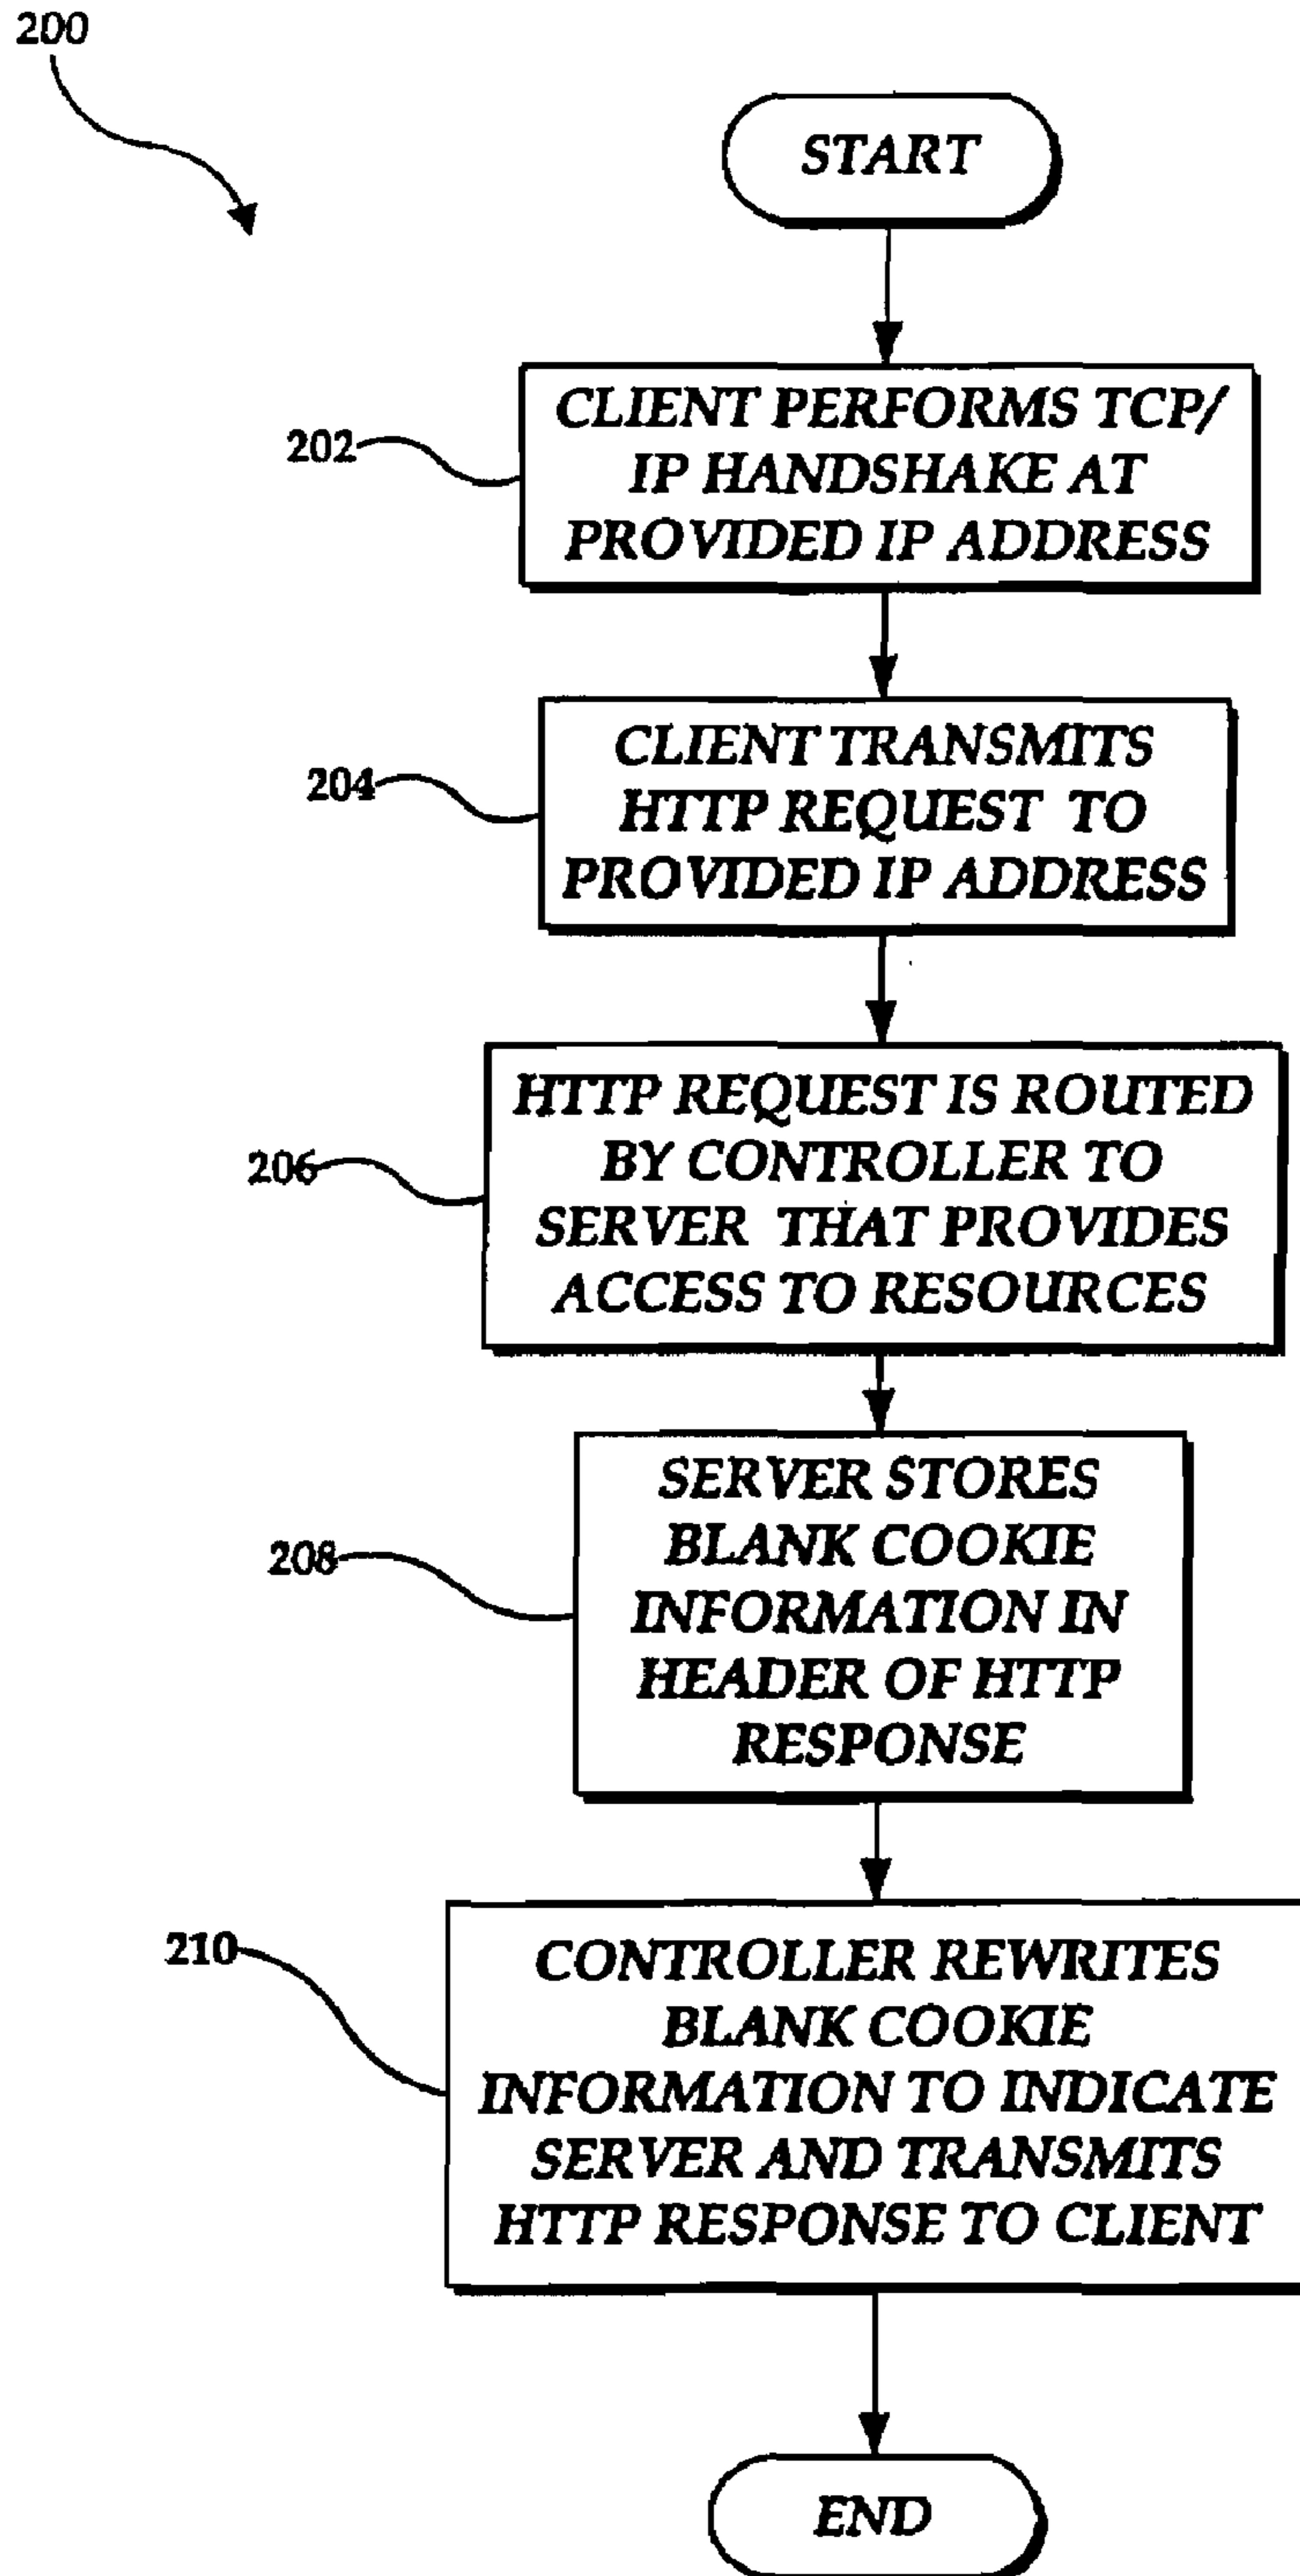 200
START
202
CLIENT PERFORMS TCP/
IP HANDSHAKE AT
PROVIDED IP ADDRESS
204
CLIENT TRANSMITS
HTTP REQUEST TO
PROVIDED IP ADDRESS
206
HTTP REQUEST IS ROUTED
BY CONTROLLER TO
SERVER THAT PROVIDES
ACCESS TO RESOURCES
208
SERVER STORES
BLANK COOKIE
INFORMATION IN
HEADER OF HTTP
RESPONSE
210
CONTROLLER REWRITES
BLANK COOKIE
INFORMATION TO INDICATE
SERVER AND TRANSMITS
HTTP RESPONSE TO CLIENT
END